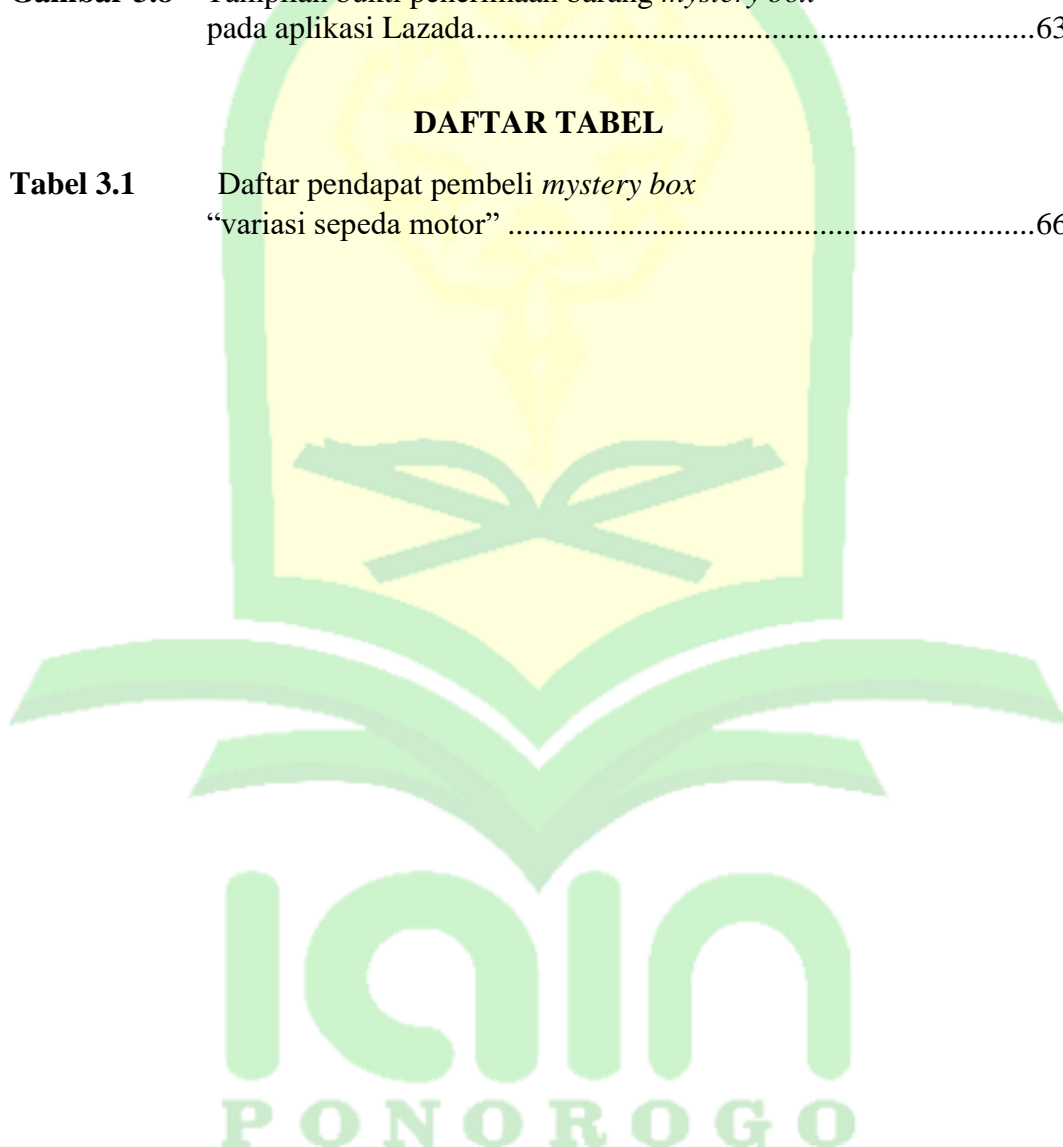 pada aplikasi Lazada......................................................................63
DAFTAR TABEL
Tabel 3.1 Daftar pendapat pembeli mystery box
“variasi sepeda motor” ..................................................................66
iain
PONOROGO